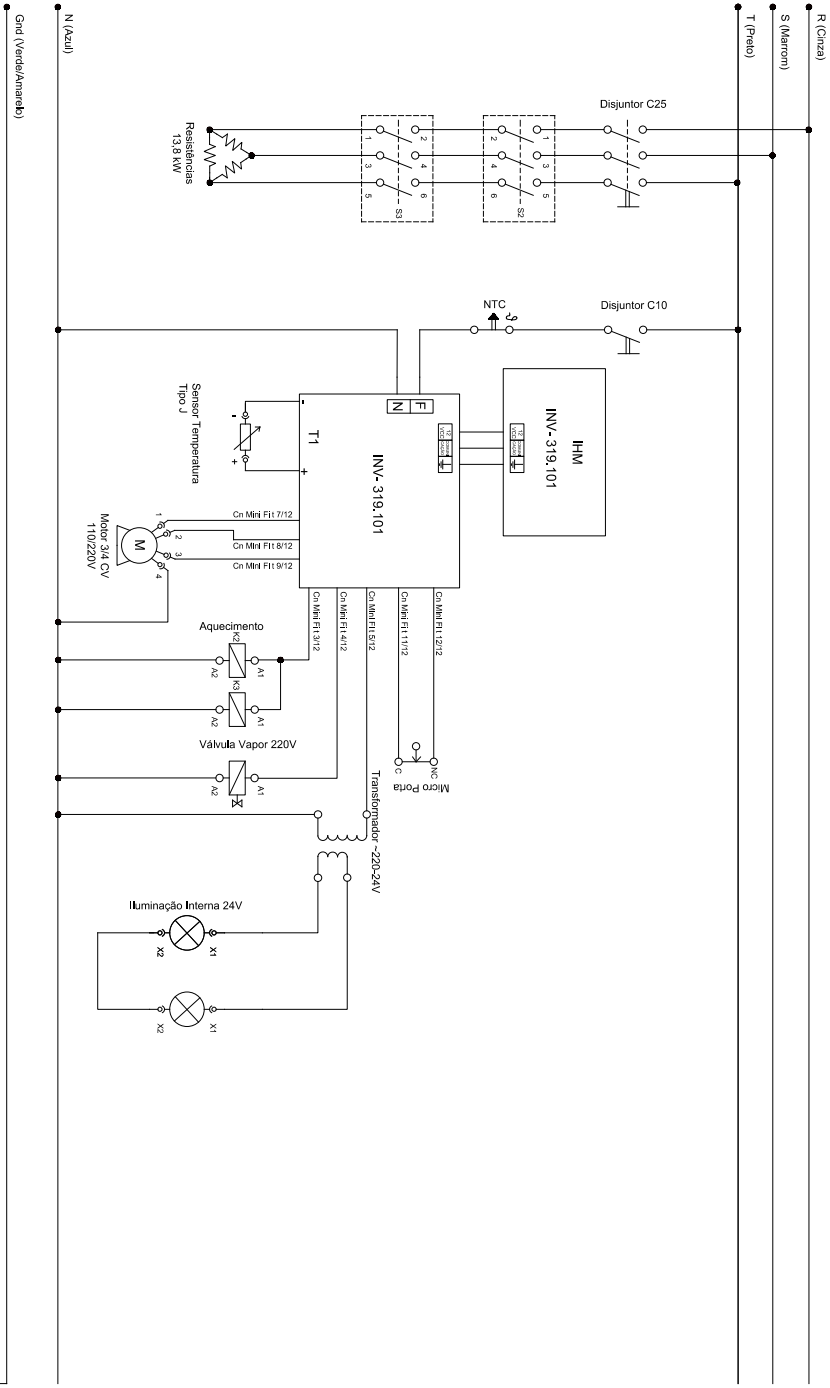 R (Cinza)
S (Marrom)
T (Preto)
N (Azul)
Gnd (Verde/Amarelo)
Disjuntor C25
1
3
5
2
4
6
S2
2
4
6
1
3
5
S3
Resistências
13,8 kW
Disjuntor C10
NTC
IHM
INV- 319.101
12
VCC
F
N
12
VCC
INV- 319.101
T1
-
+
-
+
Sensor Temperatura
Tipo J
Cn Mini Fit 7/12
Cn Mini Fit 8/12
Cn Mini Fit 9/12
1
2
3
4
M
Motor 3/4 CV
110/220V
Cn Mini Fit 3/12
Cn Mini Fit 4/12
Cn Mini Fit 5/12
Cn Mini Fit 11/12
Cn Mini Fit 12/12
NC
C
Micro Porta
Aquecimento
K2
A1
A2
K3
A1
A2
Válvula Vapor 220V
A1
A2
Transformador ~220-24V
Iluminação Interna 24V
X1
X2
X1
X2